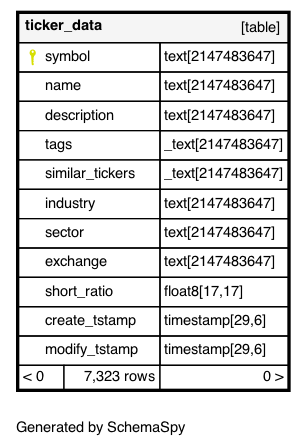 ticker_data [table]
symbol text[2147483647]
name text[2147483647]
description text[2147483647]
tags _text[2147483647]
similar_tickers _text[2147483647]
industry text[2147483647]
sector text[2147483647]
exchange text[2147483647]
short_ratio float8[17,17]
create_tstamp timestamp[29,6]
modify_tstamp timestamp[29,6]
< 0 7,323 rows 0 >
Generated by SchemaSpy